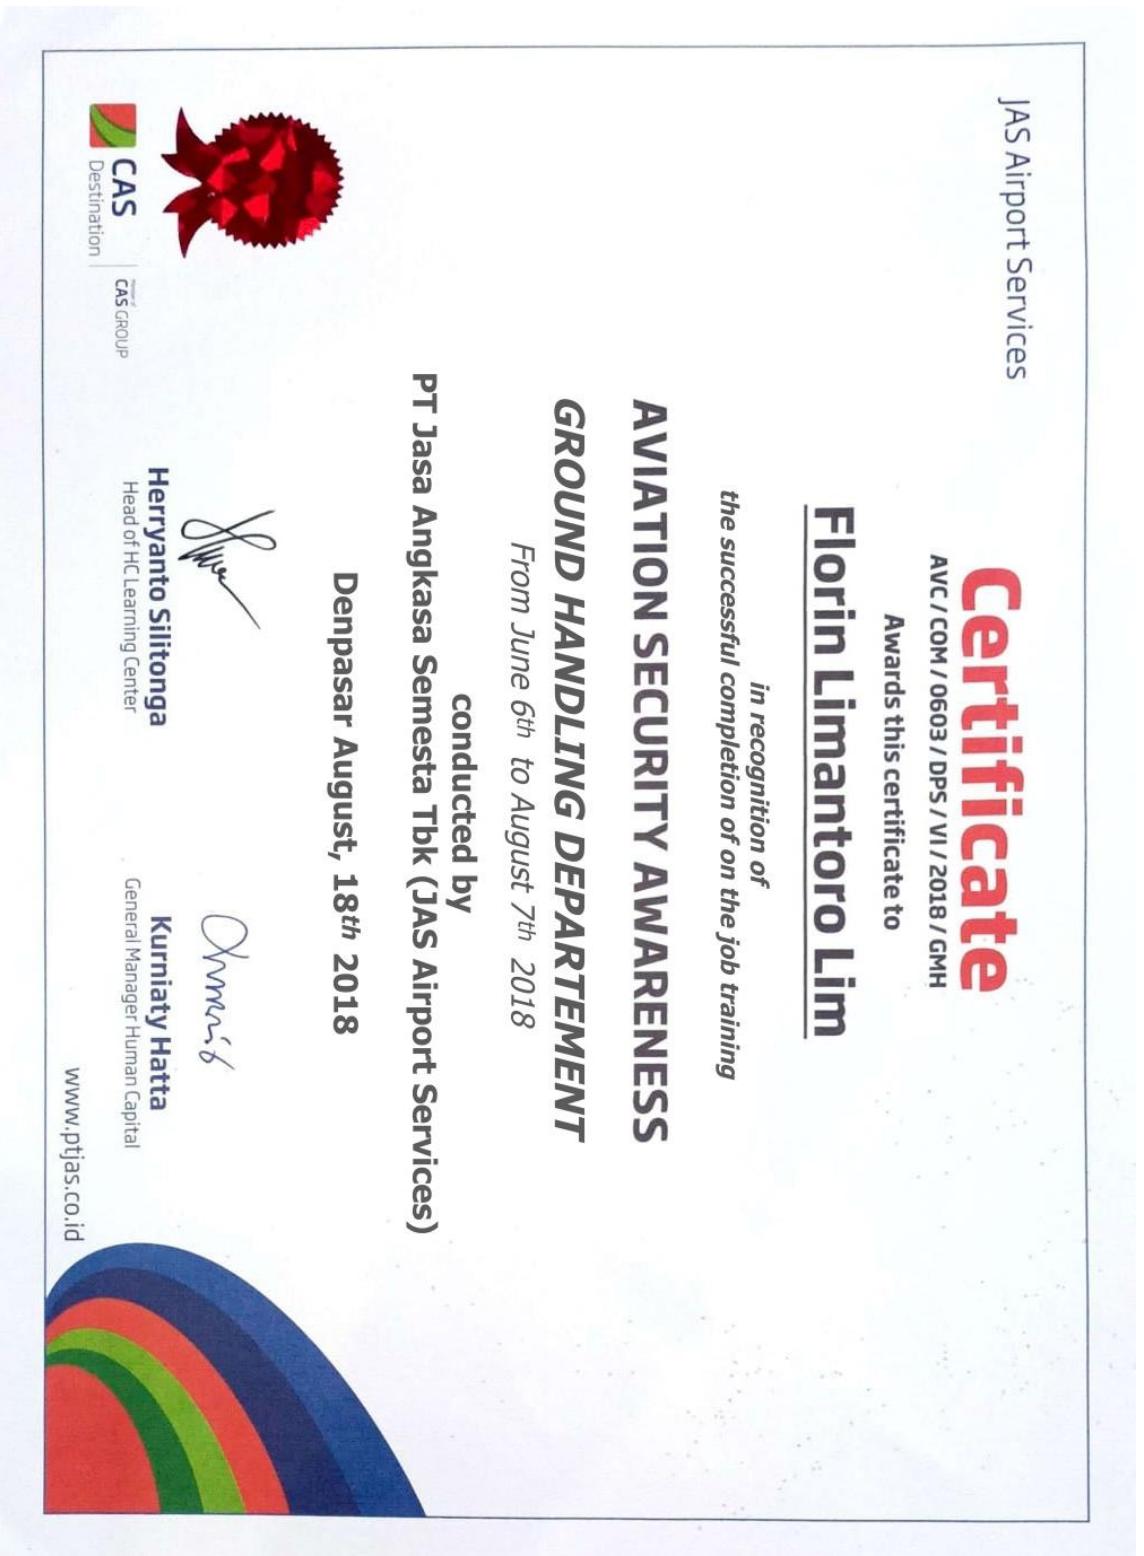 JAS Airport Services
Certificate
AVC / COM / 0603 / DPS / VI / 2018 / GMH
Awards this certificate to
Florin Limantoro Lim
in recognition of
the successful completion of on the job training
AVIATION SECURITY AWARENESS
GROUND HANDLING DEPARTEMENT
From June 6th to August 7th 2018
conducted by
PT Jasa Angkasa Semesta Tbk (JAS Airport Services)
Denpasar August, 18th 2018
Herryanto Silitonga
Head of HC Learning Center
Kurniaty Hatta
General Manager Human Capital
CAS
Destination
CAS GROUP
www.ptjas.co.id